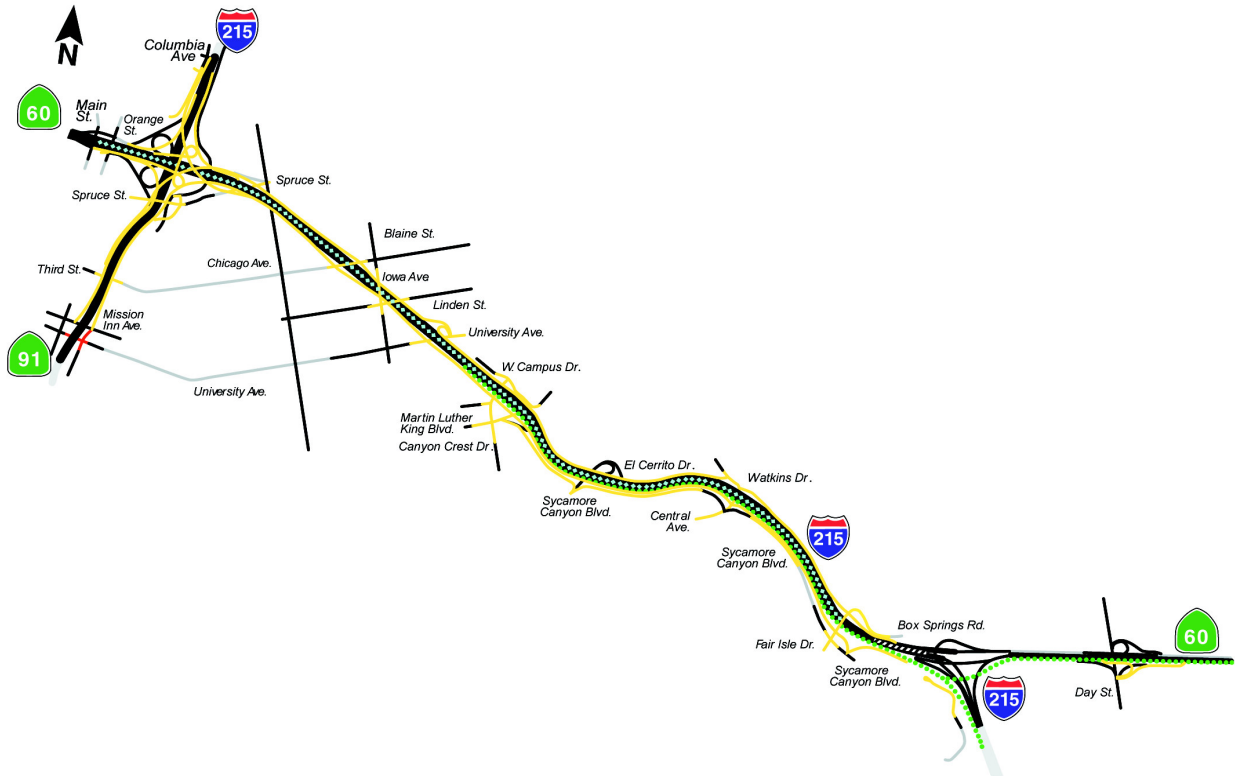 215
Columbia
Ave
N
60
Main
St.
Orange
St.
Spruce St.
Spruce St.
Blaine St.
Chicago Ave.
Third St.
Iowa Ave
Linden St.
Mission
Inn Ave.
University Ave.
91
W. Campus Dr.
University Ave.
Martin Luther
King Blvd.
Canyon Crest Dr.
El Cerrito Dr.
Watkins Dr.
Sycamore
Canyon Blvd.
Central
Ave.
215
Sycamore
Canyon Blvd.
Box Springs Rd.
60
Fair Isle Dr.
Sycamore
Canyon Blvd.
215
Day St.